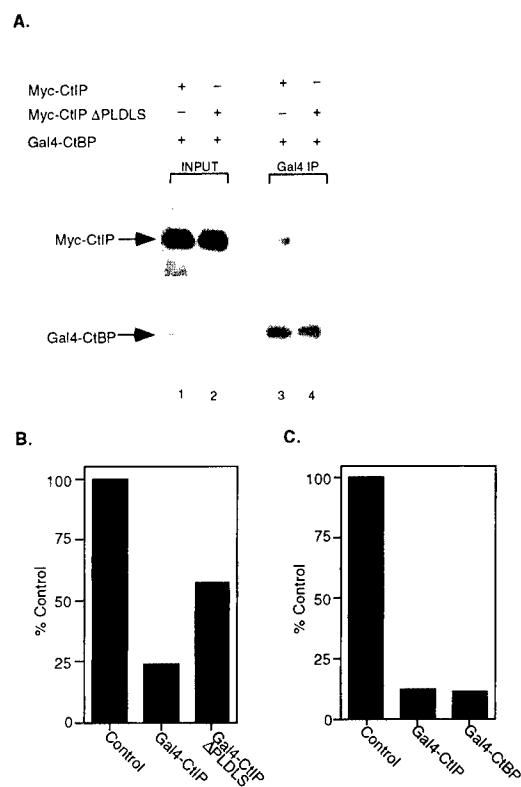 A.
Myc-CtIP + − + −
Myc-CtIP ΔPLDLS − + − +
Gal4-CtBP + + + +
INPUT Gal4 IP
Myc-CtIP
Gal4-CtBP
1 2 3 4
B.
% Control
100
75
50
25
0
Control
Gal4-CtIP
Gal4-CtIP
ΔPLDLS
C.
% Control
100
75
50
25
0
Control
Gal4-CtIP
Gal4-CtBP